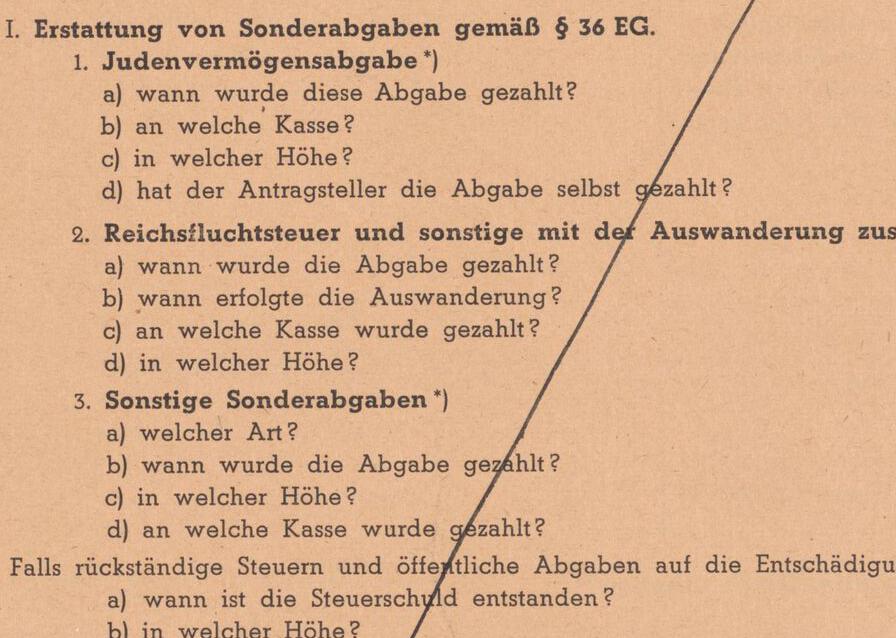 I. Erstattung von Sonderabgaben gemäß § 36 EG.
1. Judenvermögensabgabe *)
a) wann wurde diese Abgabe gezahlt?
b) an welche Kasse?
c) in welcher Höhe?
d) hat der Antragsteller die Abgabe selbst gezahlt?
2. Reichsfluchtsteuer und sonstige mit der Auswanderung zus
a) wann wurde die Abgabe gezahlt?
b) wann erfolgte die Auswanderung?
c) an welche Kasse wurde gezahlt?
d) in welcher Höhe?
3. Sonstige Sonderabgaben *)
a) welcher Art?
b) wann wurde die Abgabe gezahlt?
c) in welcher Höhe?
d) an welche Kasse wurde gezahlt?
Falls rückständige Steuern und öffentliche Abgaben auf die Entschädigu
a) wann ist die Steuerschuld entstanden?
b) in welcher Höhe?